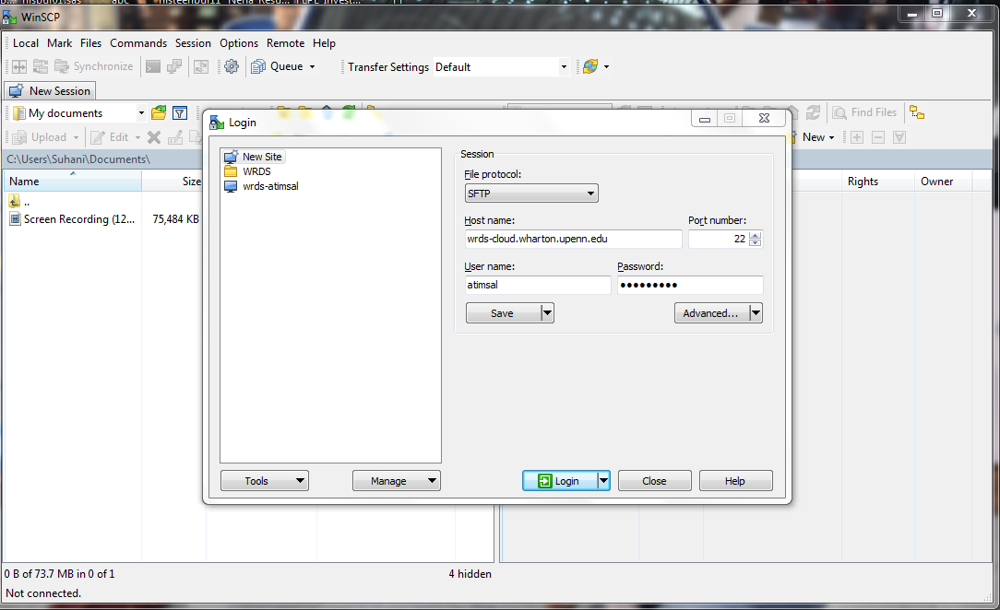 WinSCP
Local Mark Files Commands Session Options Remote Help
Synchronize Queue Transfer Settings Default
New Session
My documents Find Files
Upload Edit New
C:\Users\Suhani\Documents\
Name Size Rights Owner
..
Screen Recording (12... 75,484 KB
Login
New Site
WRDS
wrds-atimsal
Session
File protocol:
SFTP
Host name: Port number:
wrds-cloud.wharton.upenn.edu 22
User name: Password:
atimsal ●●●●●●●●●
Save Advanced...
Tools Manage Login Close Help
0 B of 73.7 MB in 0 of 1 4 hidden
Not connected.